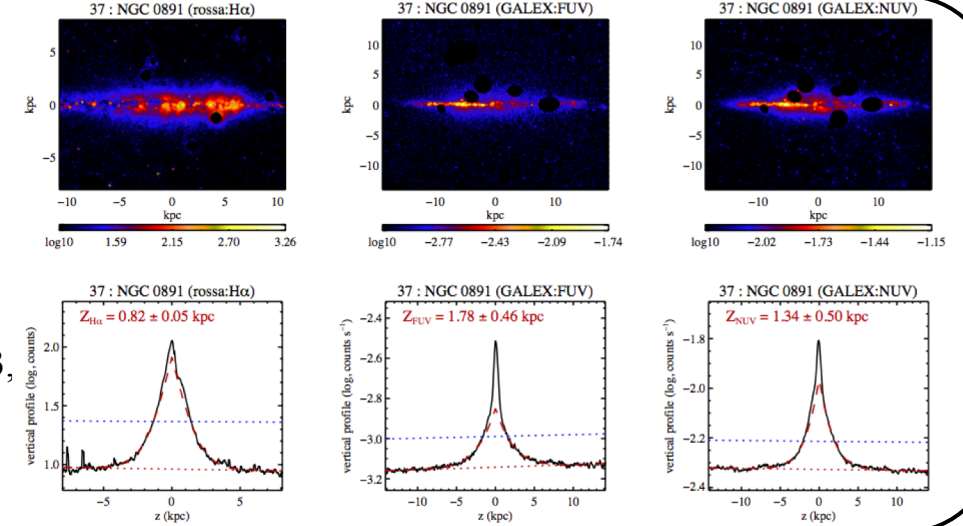 37 : NGC 0891 (rossa:Hα)
5
0
−5
kpc
−10 −5 0 5 10
kpc
log10 1.59 2.15 2.70 3.26
37 : NGC 0891 (GALEX:FUV)
10
5
0
−5
−10
kpc
−10 0 10
kpc
log10 −2.77 −2.43 −2.09 −1.74
37 : NGC 0891 (GALEX:NUV)
10
5
0
−5
−10
kpc
−10 0 10
kpc
log10 −2.02 −1.73 −1.44 −1.15
3,
37 : NGC 0891 (rossa:Hα)
Z_Hα = 0.82 ± 0.05 kpc
vertical profile (log, counts)
2.0
1.5
1.0
−5 0 5
z (kpc)
37 : NGC 0891 (GALEX:FUV)
Z_FUV = 1.78 ± 0.46 kpc
vertical profile (log, counts s⁻¹)
−2.4
−2.6
−2.8
−3.0
−3.2
−10 −5 0 5 10
z (kpc)
37 : NGC 0891 (GALEX:NUV)
Z_NUV = 1.34 ± 0.50 kpc
vertical profile (log, counts s⁻¹)
−1.8
−2.0
−2.2
−2.4
−10 −5 0 5 10
z (kpc)